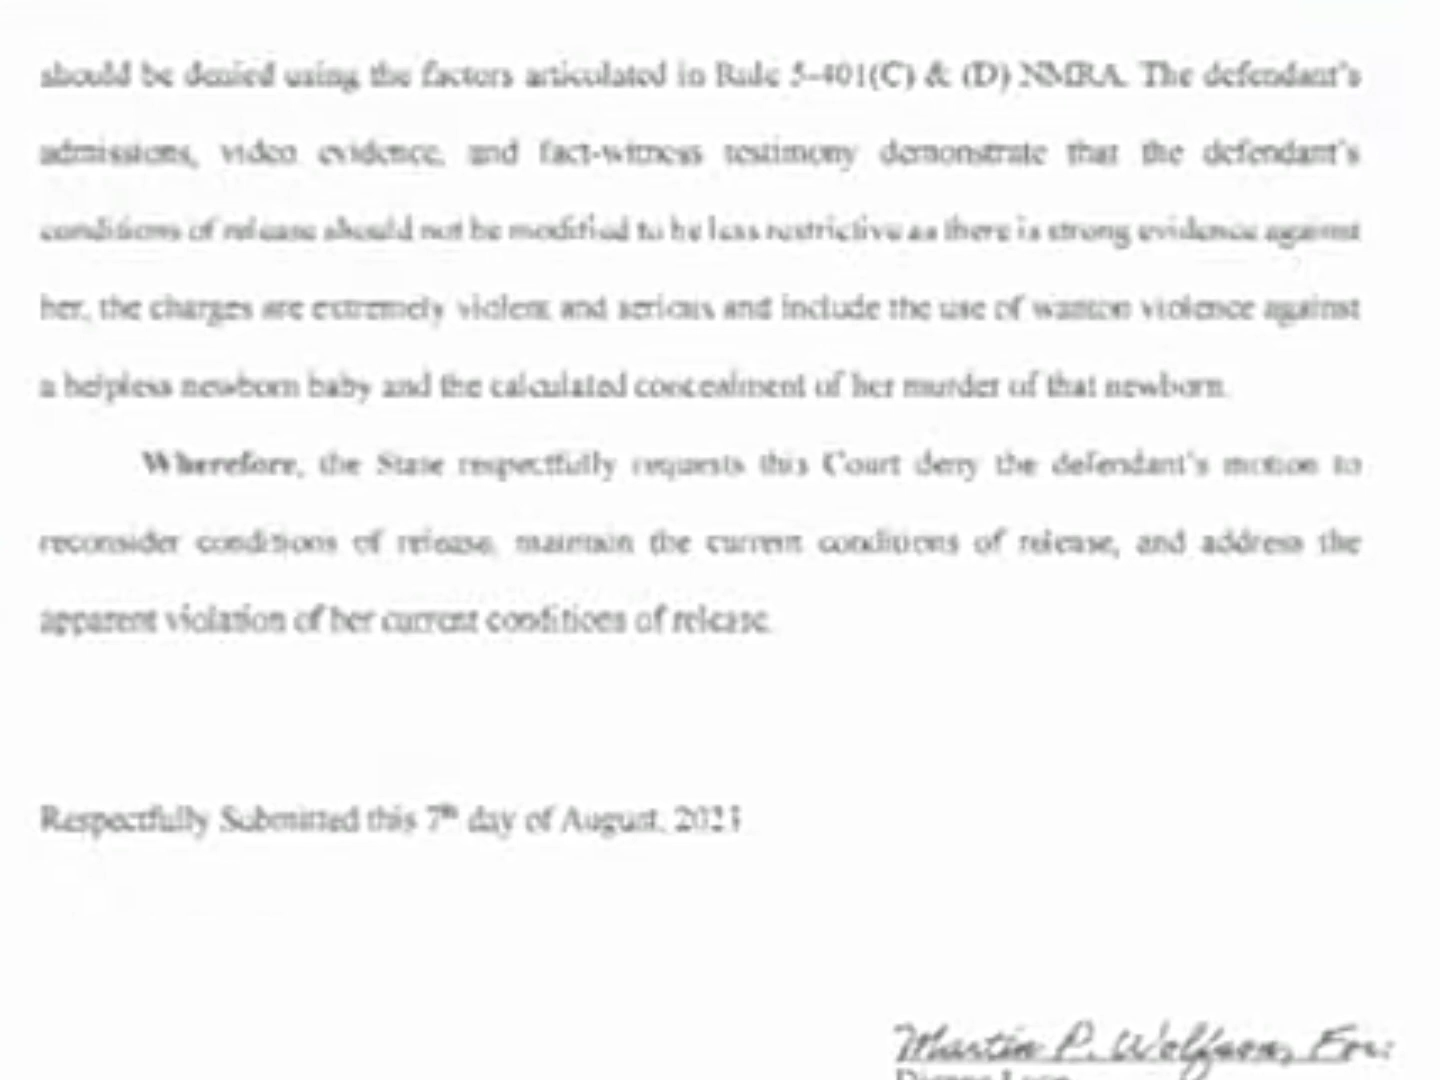 should be denied using the factors articulated in Rule 5-401(C) & (D) NMRA. The defendant's
admissions, video evidence, and fact-witness testimony demonstrate that the defendant's
conditions of release should not be modified to be less restrictive as there is strong evidence against
her, the charges are extremely violent and serious and include the use of wanton violence against
a helpless newborn baby and the calculated concealment of her murder of that newborn.
Wherefore, the State respectfully requests this Court deny the defendant's motion to
reconsider conditions of release, maintain the current conditions of release, and address the
apparent violation of her current conditions of release.
Respectfully Submitted this 7th day of August, 2023
Martin P. Wolfson, For: